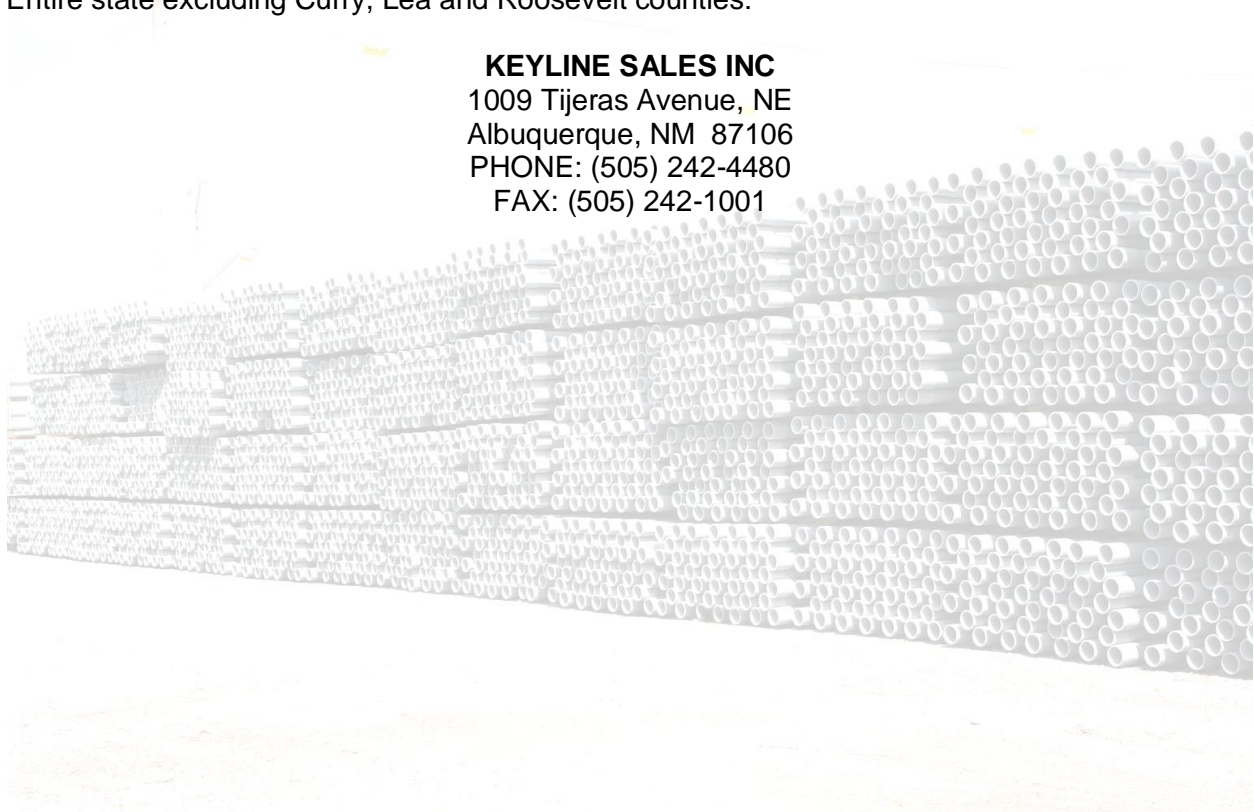 Entire state excluding Curry, Lea and Roosevelt counties.
KEYLINE SALES INC
1009 Tijeras Avenue, NE
Albuquerque, NM  87106
PHONE: (505) 242-4480
FAX: (505) 242-1001